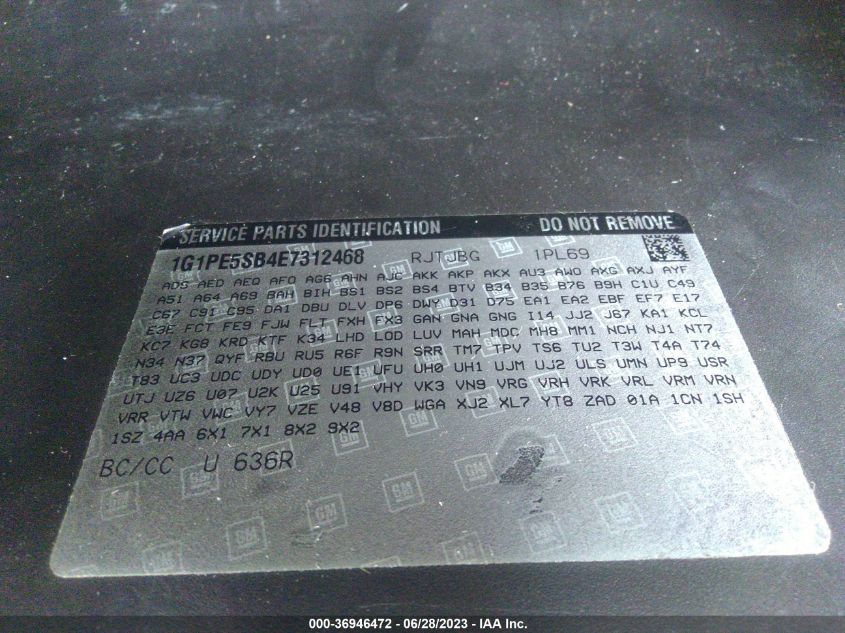 SERVICE PARTS IDENTIFICATION DO NOT REMOVE
1G1PE5SB4E7312468 RJTJBG 1PL69
ADS AED AEQ AFO AG6 AHN AJC AKK AKP AKX AU3 AWO AXG AXJ AYF
A51 A64 A69 BAH BIH BS1 BS2 BS4 BTV B34 B35 B76 B9H C1U C49
C67 C91 C95 DA1 DBU DLV DP6 DWY D31 D75 EA1 EA2 EBF EF7 E17
E3E FCT FE9 FJW FLT FXH FX3 GAN GNA GNG I14 JJ2 J67 KA1 KCL
KC7 KG8 KRD KTF K34 LHD LOD LUV MAH MDC MH8 MM1 NCH NJ1 NT7
N34 N37 QYF RBU RU5 R6F R9N SRR TM7 TPV TS6 TU2 T3W T4A T74
T83 UC3 UDC UDY UD0 UE1 UFU UH0 UH1 UJM UJ2 ULS UMN UP9 USR
UTJ UZ6 U07 U2K U25 U91 VHY VK3 VN9 VRG VRH VRK VRL VRM VRN
VRR VTW VWC VY7 VZE V48 V8D WGA XJ2 XL7 YT8 ZAD 01A 1CN 1SH
1SZ 4AA 6X1 7X1 8X2 9X2
BC/CC U 636R
GM
000-36946472 / 06/28/2023 - IAA Inc.